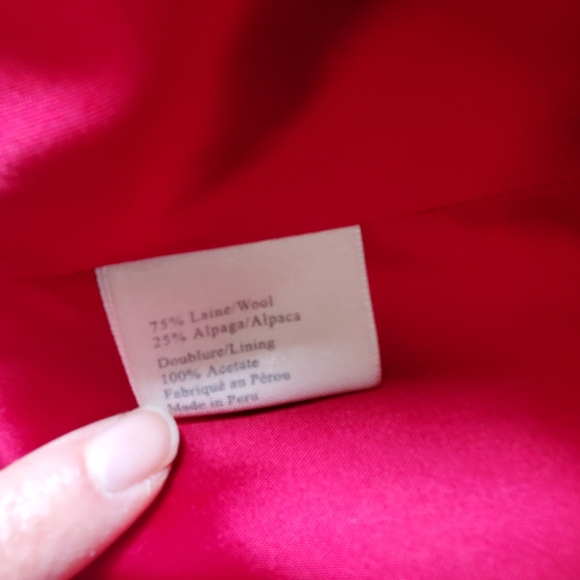 75% Laine/Wool
25% Alpaga/Alpaca
Doublure/Lining
100% Acetate
Fabriqué au Pérou
Made in Peru